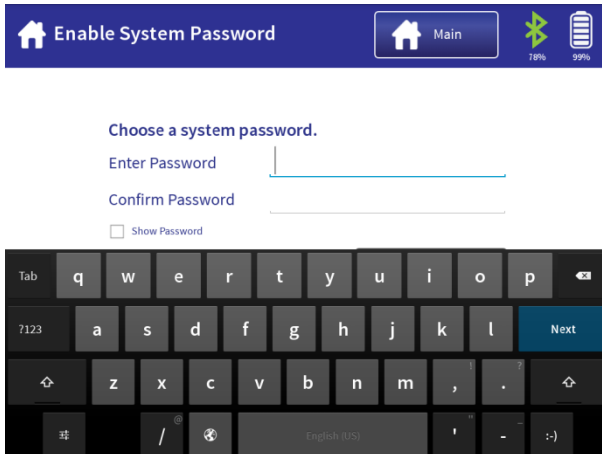 Enable System Password
Main
78%
99%
Choose a system password.
Enter Password
Confirm Password
Show Password
Tab q w e r t y u i o p
?123 a s d f g h j k l Next
z x c v b n m , ! . ?
/ @ English (US) ' " - _ :-)